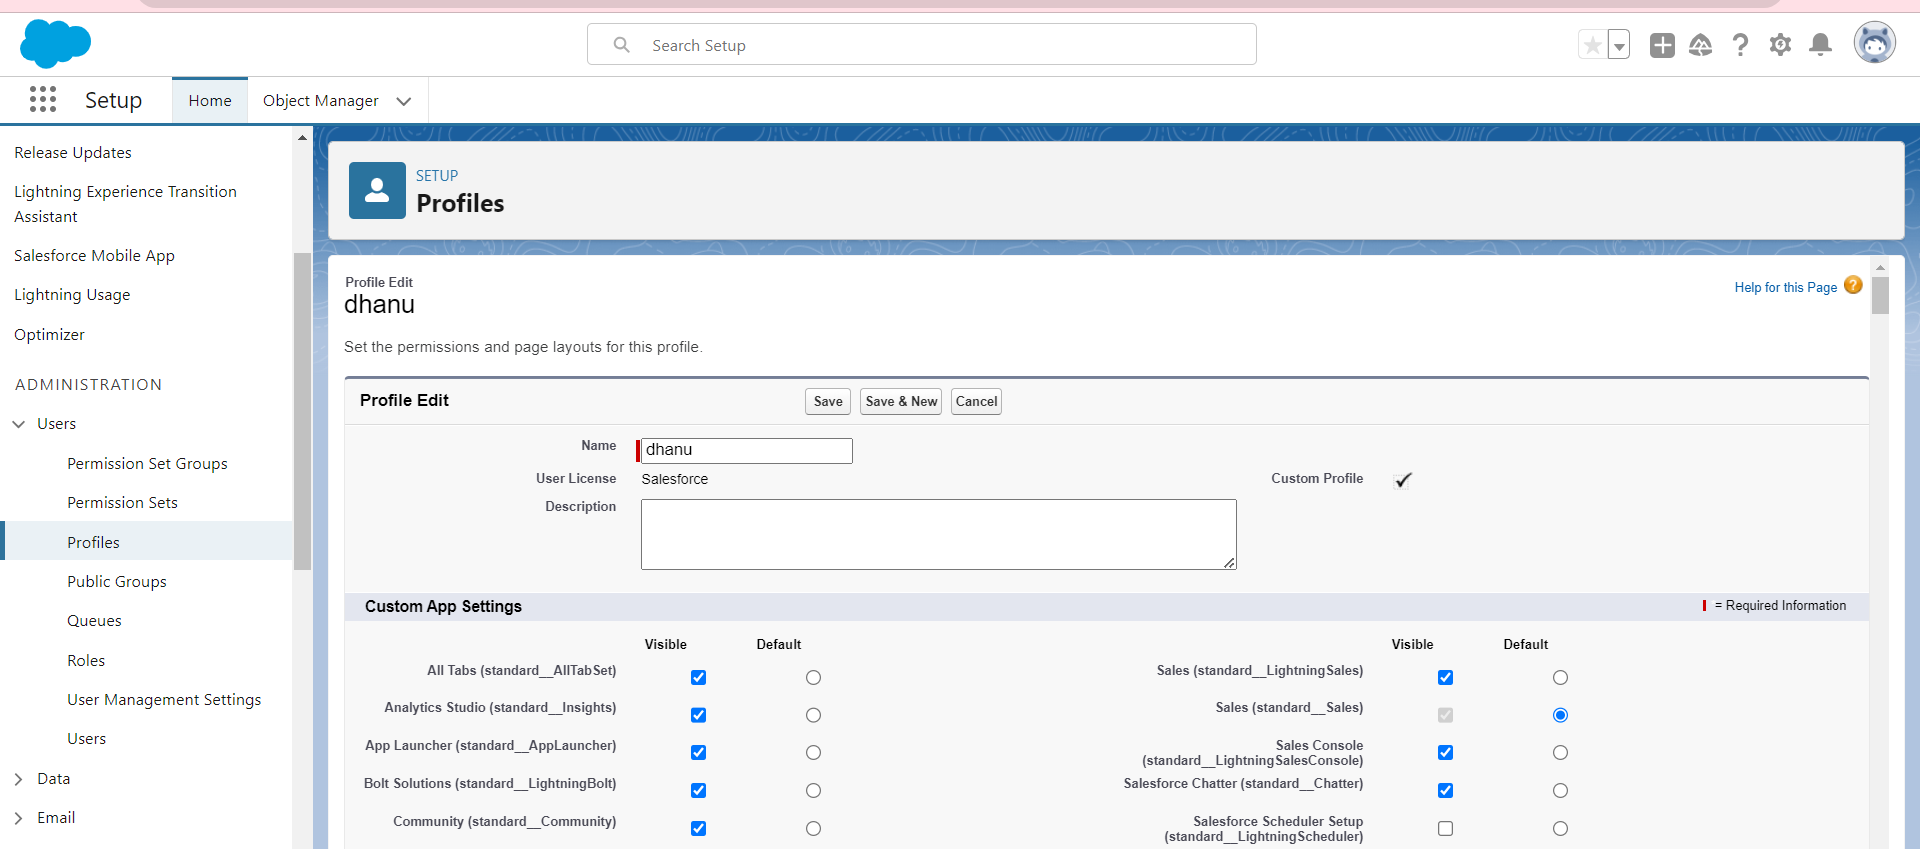 Search Setup
Setup
Home
Object Manager
Release Updates
Lightning Experience Transition
Assistant
Salesforce Mobile App
Lightning Usage
Optimizer
ADMINISTRATION
Users
Permission Set Groups
Permission Sets
Profiles
Public Groups
Queues
Roles
User Management Settings
Users
Data
Email
SETUP
Profiles
Profile Edit
dhanu
Help for this Page ?
Set the permissions and page layouts for this profile.
Profile Edit
Save
Save & New
Cancel
Name
dhanu
User License
Salesforce
Custom Profile
Description
Custom App Settings
= Required Information
Visible Default
Visible Default
All Tabs (standard__AllTabSet)
Sales (standard__LightningSales)
Analytics Studio (standard__Insights)
Sales (standard__Sales)
App Launcher (standard__AppLauncher)
Sales Console
(standard__LightningSalesConsole)
Bolt Solutions (standard__LightningBolt)
Salesforce Chatter (standard__Chatter)
Community (standard__Community)
Salesforce Scheduler Setup
(standard__LightningScheduler)